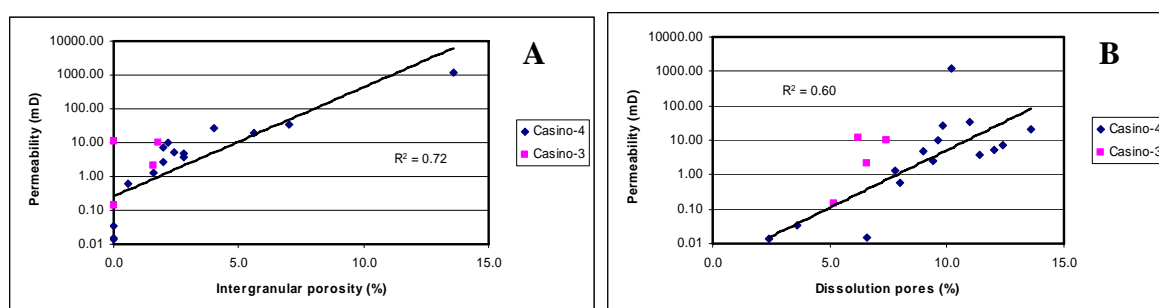 A
Permeability (mD)
10000.00
1000.00
100.00
10.00
1.00
0.10
0.01
R² = 0.72
0.0 5.0 10.0 15.0
Intergranular porosity (%)
Casino-4
Casino-3
B
Permeability (mD)
10000.00
1000.00
100.00
10.00
1.00
0.10
0.01
R² = 0.60
0.0 5.0 10.0 15.0
Dissolution pores (%)
Casino-4
Casino-3